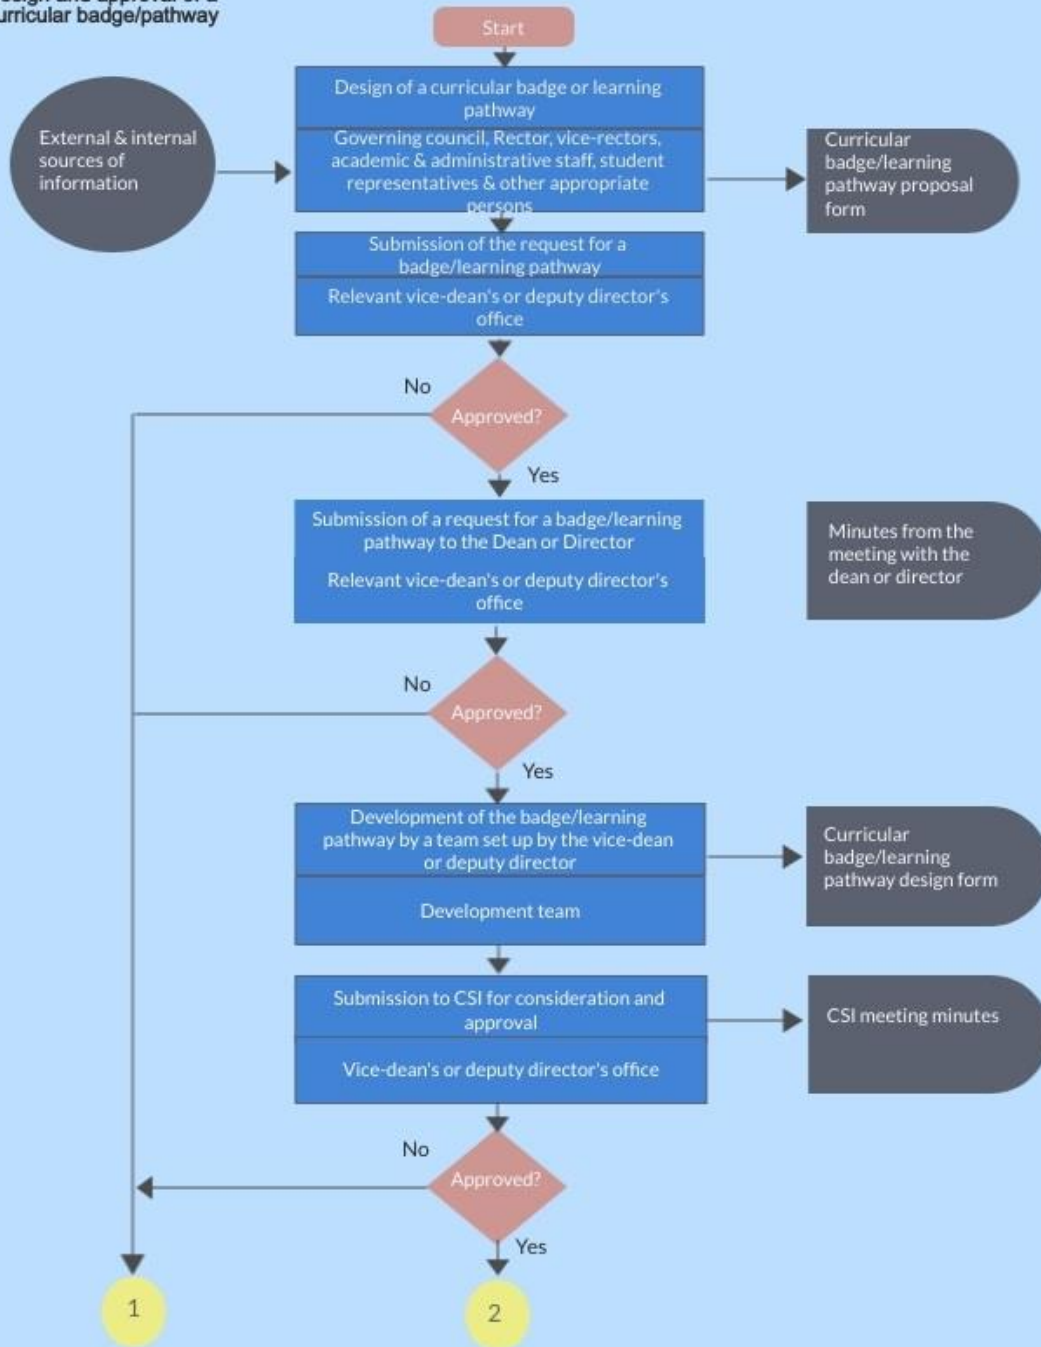 urricular badge/pathway
Start
Design of a curricular badge or learning
pathway
External & internal
sources of
information
Governing council, Rector, vice-rectors,
academic & administrative staff, student
representatives & other appropriate
persons
Curricular
badge/learning
pathway proposal
form
Submission of the request for a
badge/learning pathway
Relevant vice-dean's or deputy director's
office
No
Approved?
Yes
Submission of a request for a badge/learning
pathway to the Dean or Director
Relevant vice-dean's or deputy director's
office
Minutes from the
meeting with the
dean or director
No
Approved?
Yes
Development of the badge/learning
pathway by a team set up by the vice-dean
or deputy director
Development team
Curricular
badge/learning
pathway design form
Submission to CSI for consideration and
approval
Vice-dean's or deputy director's office
CSI meeting minutes
No
Approved?
Yes
1
2